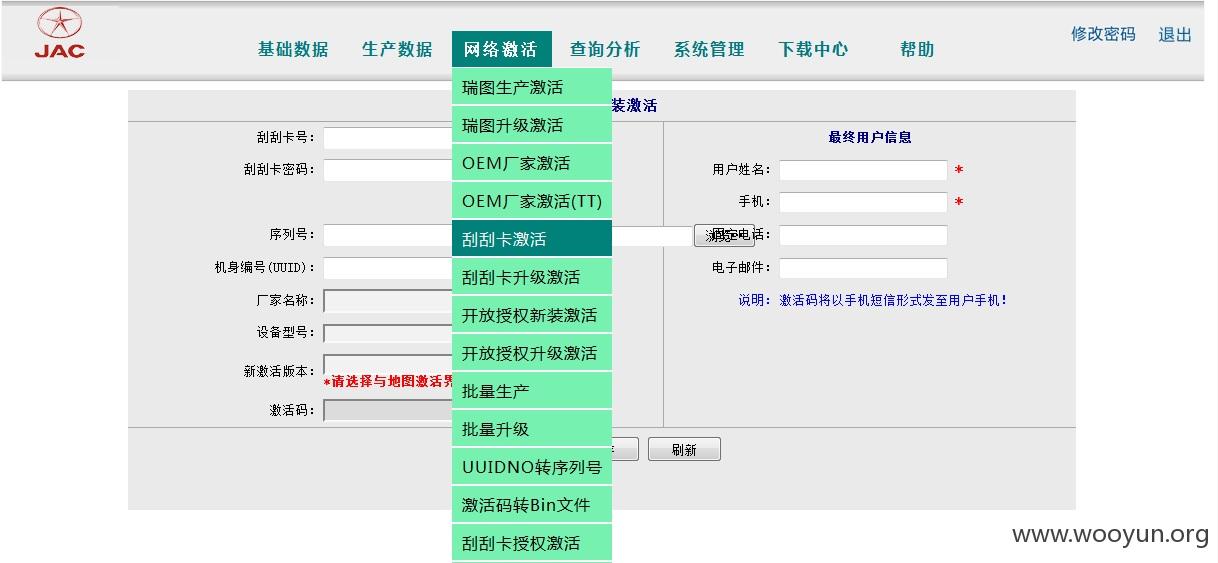 JAC
基础数据 生产数据 网络激活 查询分析 系统管理 下载中心 帮助
修改密码 退出
瑞图生产激活
瑞图升级激活
OEM厂家激活
OEM厂家激活(TT)
刮刮卡激活
刮刮卡升级激活
开放授权新装激活
开放授权升级激活
批量生产
批量升级
UUIDNO转序列号
激活码转Bin文件
刮刮卡授权激活
装激活
刮刮卡号:
刮刮卡密码:
序列号:
机身编号(UUID):
厂家名称:
设备型号:
新激活版本:
*请选择与地图激活界
激活码:
最终用户信息
用户姓名: *
手机: *
固定电话:
电子邮件:
说明: 激活码将以手机短信形式发至用户手机!
刷新
www.wooyun.org